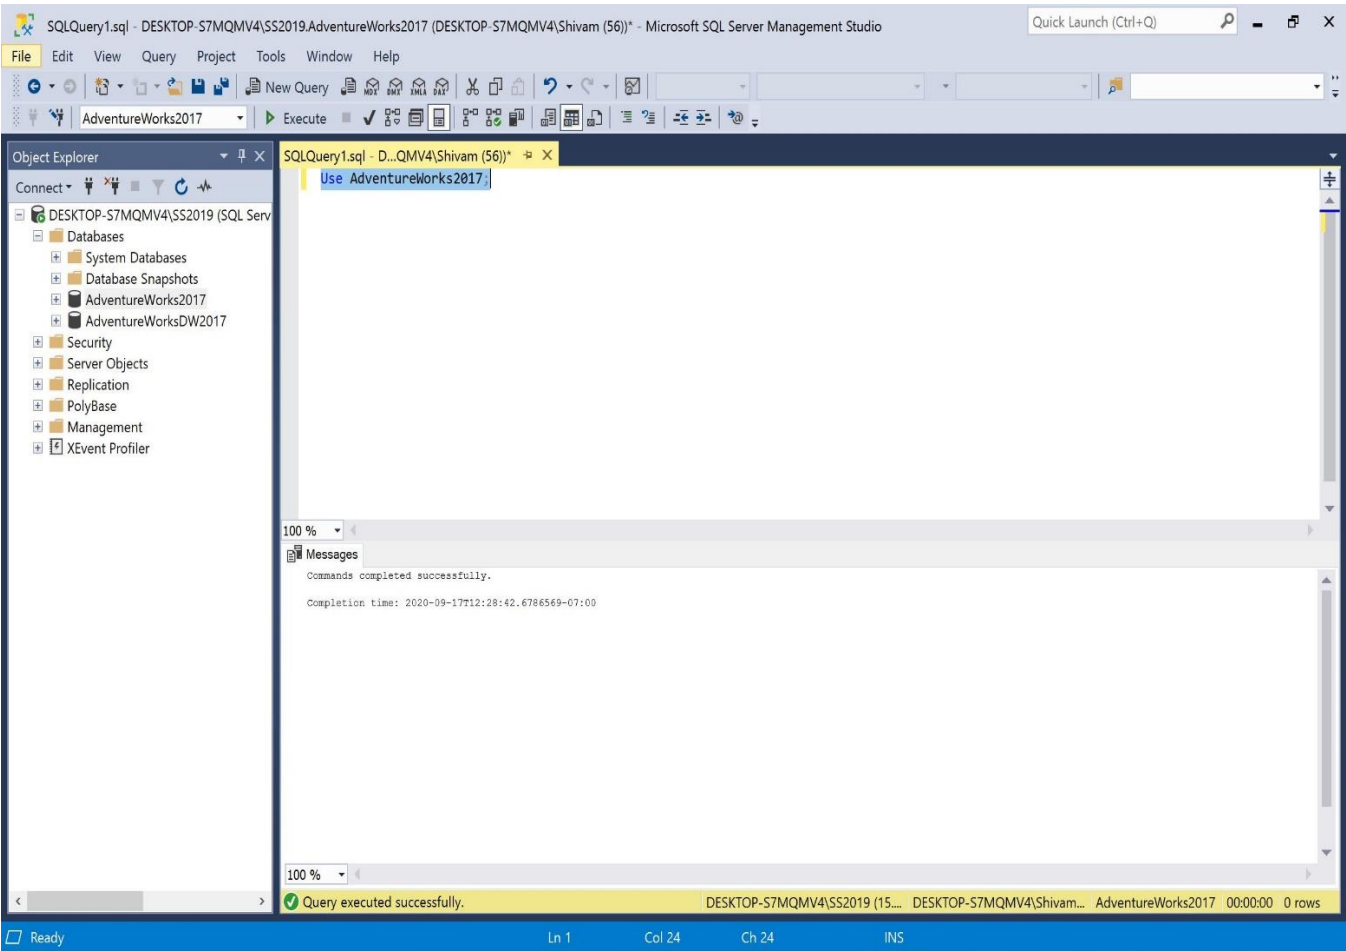 SQLQuery1.sql - DESKTOP-S7MQMV4\SS2019.AdventureWorks2017 (DESKTOP-S7MQMV4\Shivam (56))* - Microsoft SQL Server Management Studio
Quick Launch (Ctrl+Q)
File Edit View Query Project Tools Window Help
New Query MDX DMX XMLA DAX
AdventureWorks2017 Execute
Object Explorer
SQLQuery1.sql - D...QMV4\Shivam (56))*
Connect
Use AdventureWorks2017;
DESKTOP-S7MQMV4\SS2019 (SQL Serv
Databases
System Databases
Database Snapshots
AdventureWorks2017
AdventureWorksDW2017
Security
Server Objects
Replication
PolyBase
Management
XEvent Profiler
100 %
Messages
Commands completed successfully.
Completion time: 2020-09-17T12:28:42.6786569-07:00
100 %
Query executed successfully.
DESKTOP-S7MQMV4\SS2019 (15.... DESKTOP-S7MQMV4\Shivam... AdventureWorks2017 00:00:00 0 rows
Ready Ln 1 Col 24 Ch 24 INS